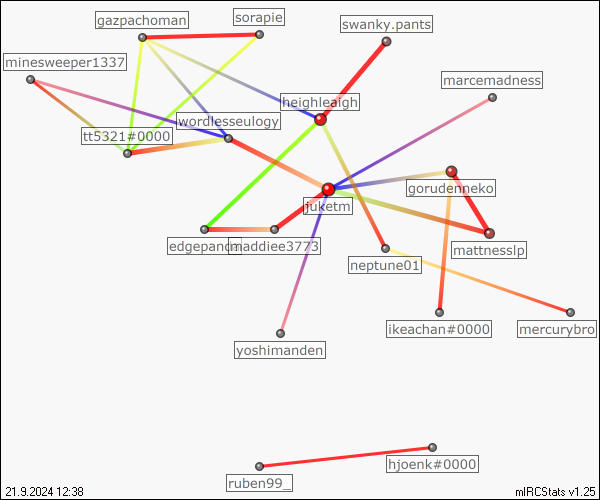 gazpachoman
sorapie
swanky.pants
minesweeper1337
marcemadness
heighleaigh
wordlesseulogy
tt5321#0000
gorudenneko
juketm
edgepanda
maddiee3773
mattnesslp
neptune01
ikeachan#0000
mercurybro
yoshimanden
hjoenk#0000
ruben99_
21.9.2024 12:38
mIRCStats v1.25